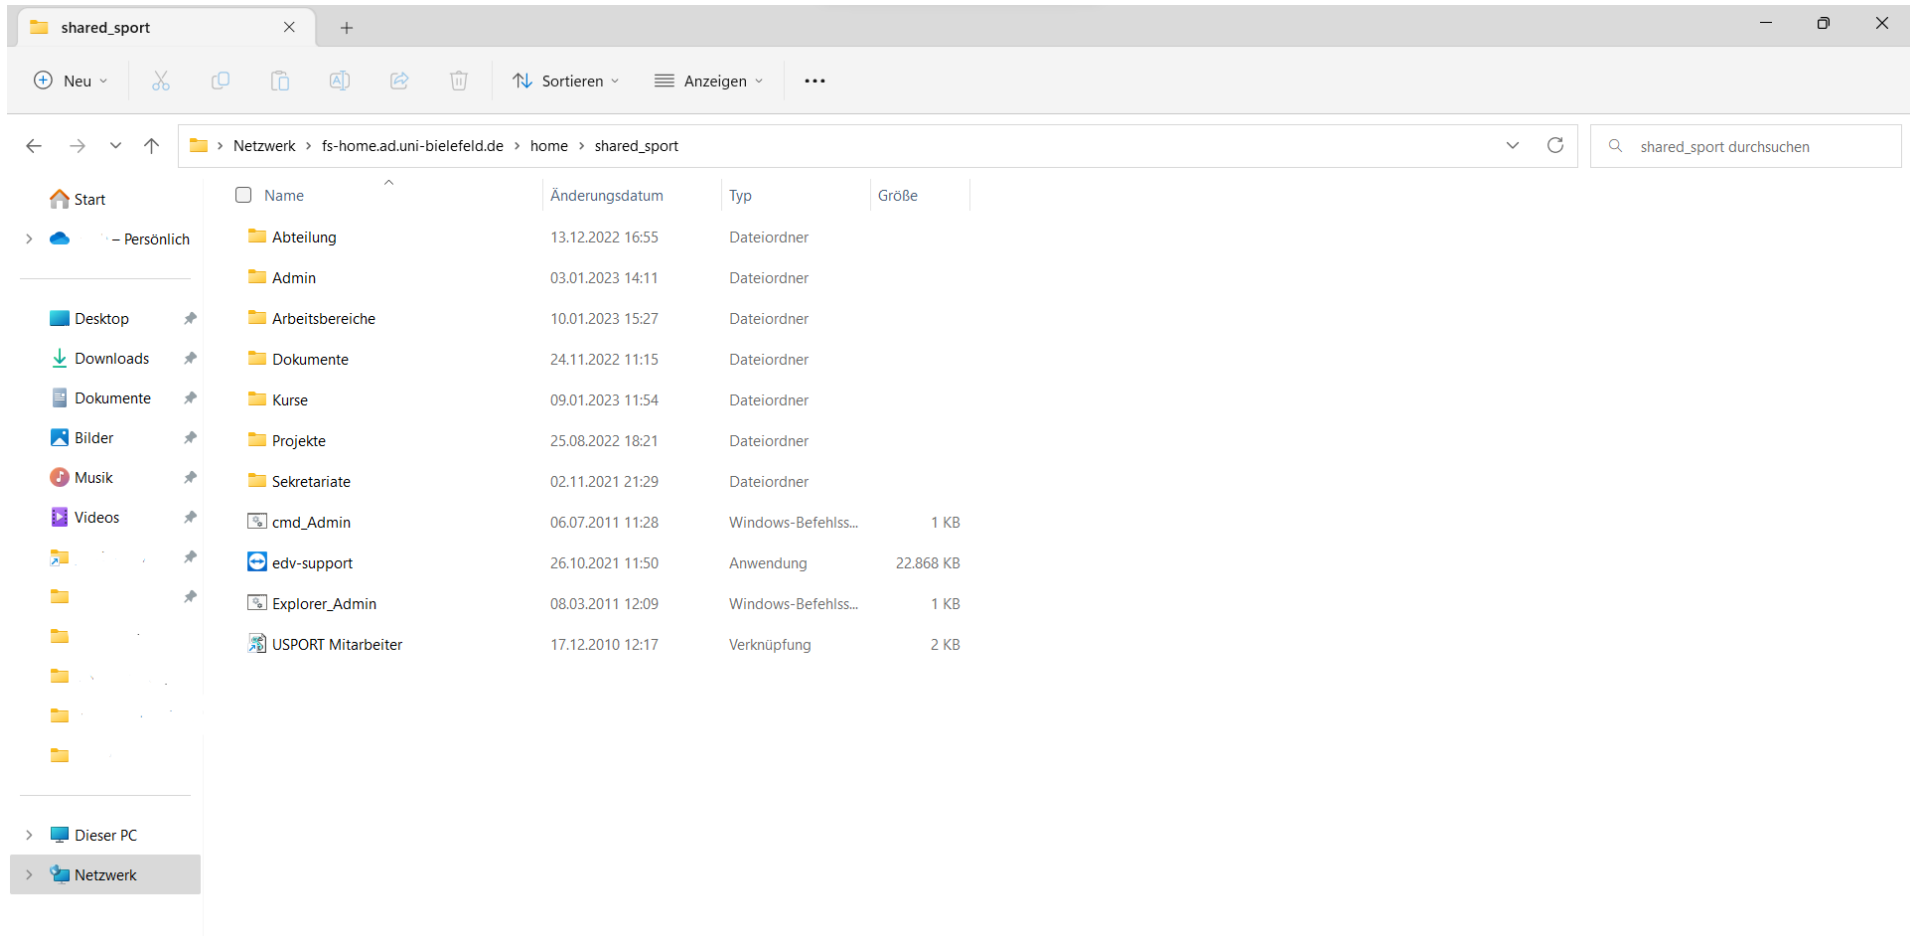 shared_sport
Neu
Sortieren
Anzeigen
Netzwerk > fs-home.ad.uni-bielefeld.de > home > shared_sport
shared_sport durchsuchen
Start
– Persönlich
Desktop
Downloads
Dokumente
Bilder
Musik
Videos
Dieser PC
Netzwerk
Name Änderungsdatum Typ Größe
Abteilung 13.12.2022 16:55 Dateiordner
Admin 03.01.2023 14:11 Dateiordner
Arbeitsbereiche 10.01.2023 15:27 Dateiordner
Dokumente 24.11.2022 11:15 Dateiordner
Kurse 09.01.2023 11:54 Dateiordner
Projekte 25.08.2022 18:21 Dateiordner
Sekretariate 02.11.2021 21:29 Dateiordner
cmd_Admin 06.07.2011 11:28 Windows-Befehlss... 1 KB
edv-support 26.10.2021 11:50 Anwendung 22.868 KB
Explorer_Admin 08.03.2011 12:09 Windows-Befehlss... 1 KB
USPORT Mitarbeiter 17.12.2010 12:17 Verknüpfung 2 KB